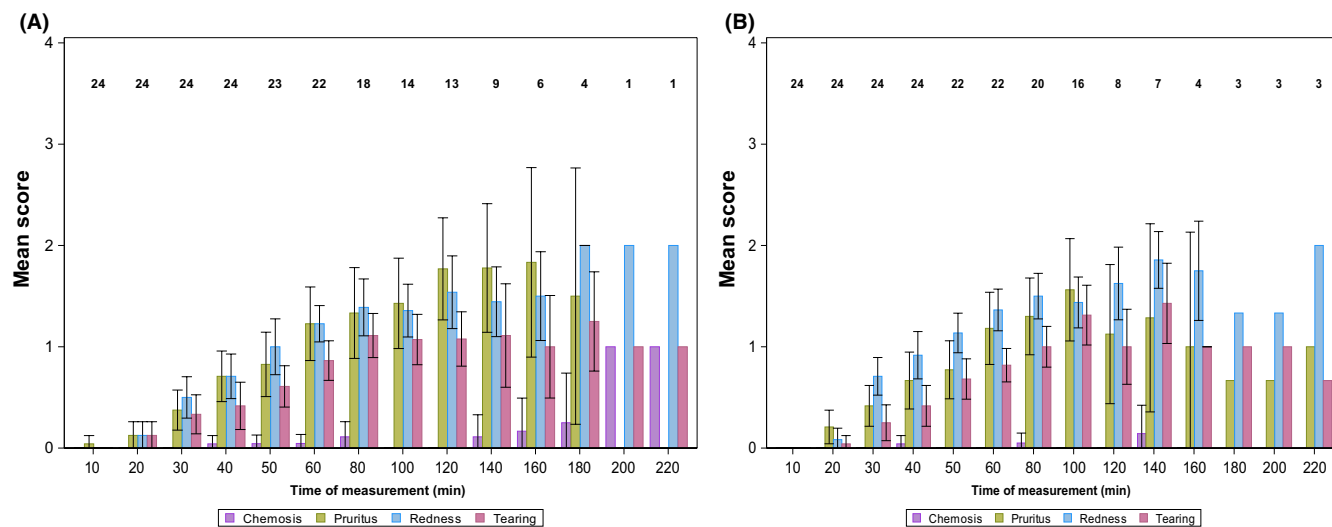 (A)
4
24 24 24 24 23 22 18 14 13 9 6 4 1 1
3
2
1
0
Mean score
10 20 30 40 50 60 80 100 120 140 160 180 200 220
Time of measurement (min)
Chemosis Pruritus Redness Tearing
(B)
4
24 24 24 24 22 22 20 16 8 7 4 3 3 3
3
2
1
0
Mean score
10 20 30 40 50 60 80 100 120 140 160 180 200 220
Time of measurement (min)
Chemosis Pruritus Redness Tearing